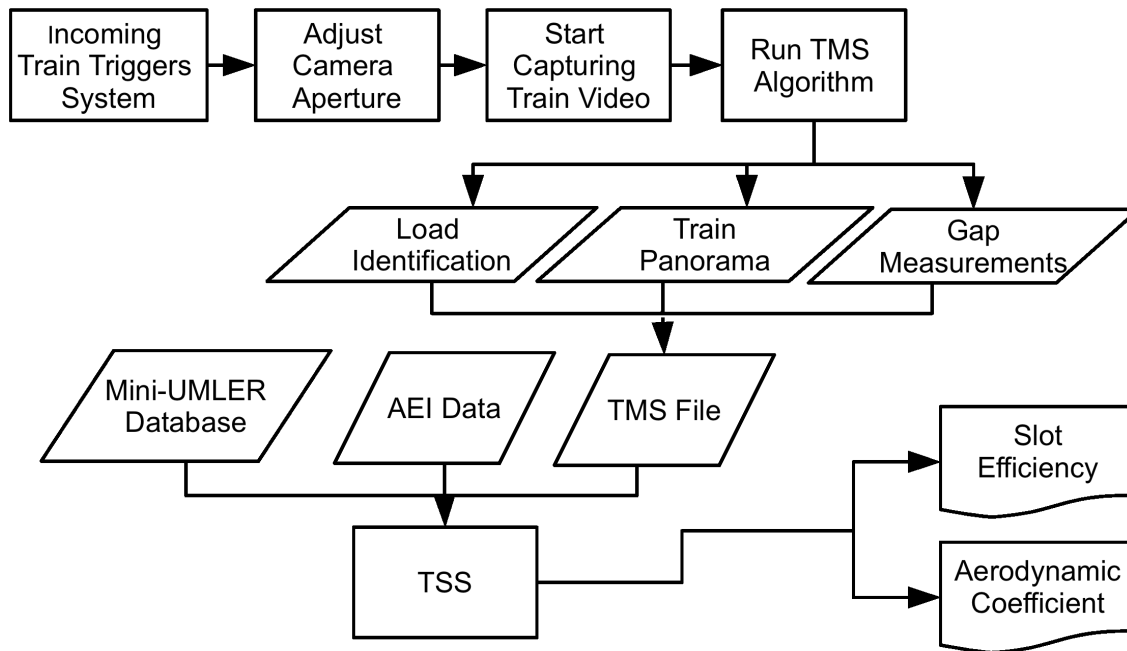 Incoming
Train Triggers
System
Adjust
Camera
Aperture
Start
Capturing
Train Video
Run TMS
Algorithm
Load
Identification
Train
Panorama
Gap
Measurements
Mini-UMLER
Database
AEI Data
TMS File
Slot
Efficiency
TSS
Aerodynamic
Coefficient